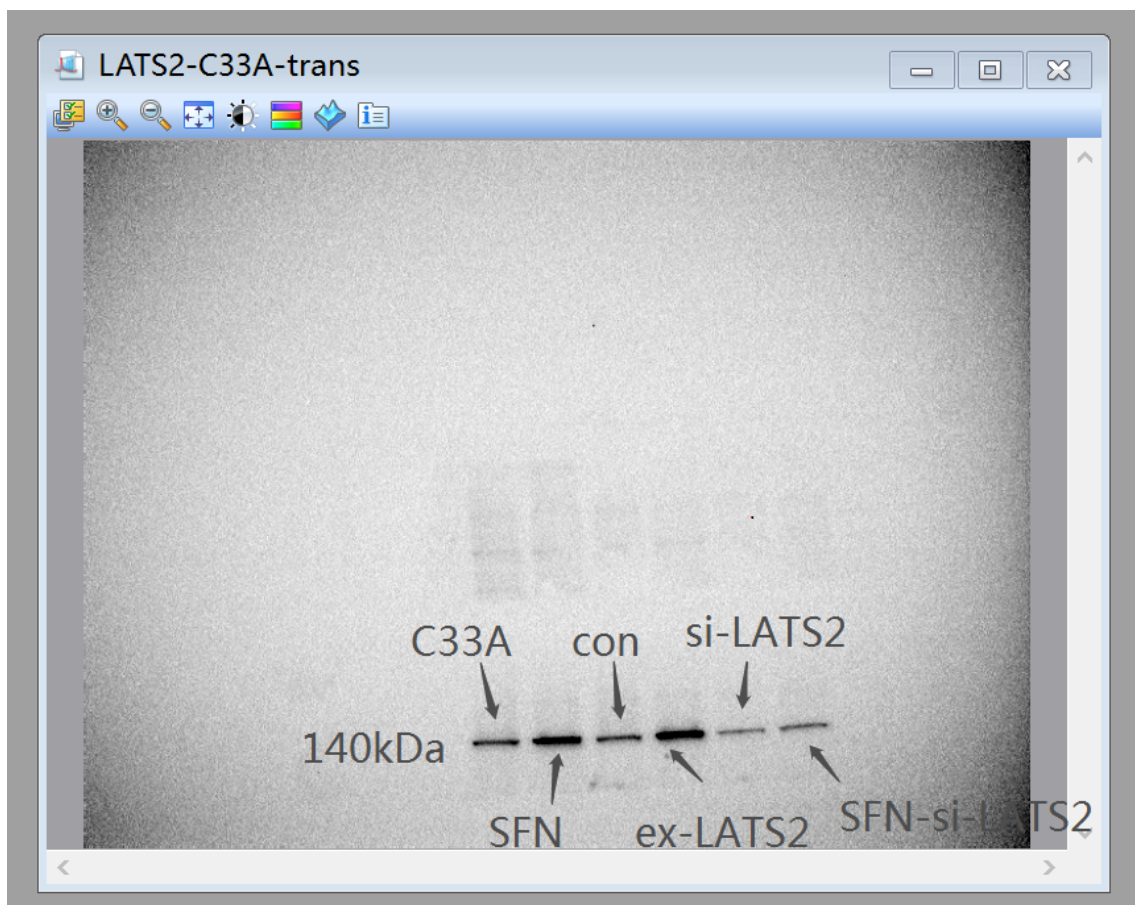 LATS2-C33A-trans
C33A
con
si-LATS2
140kDa
SFN
ex-LATS2
SFN-si-LATS2